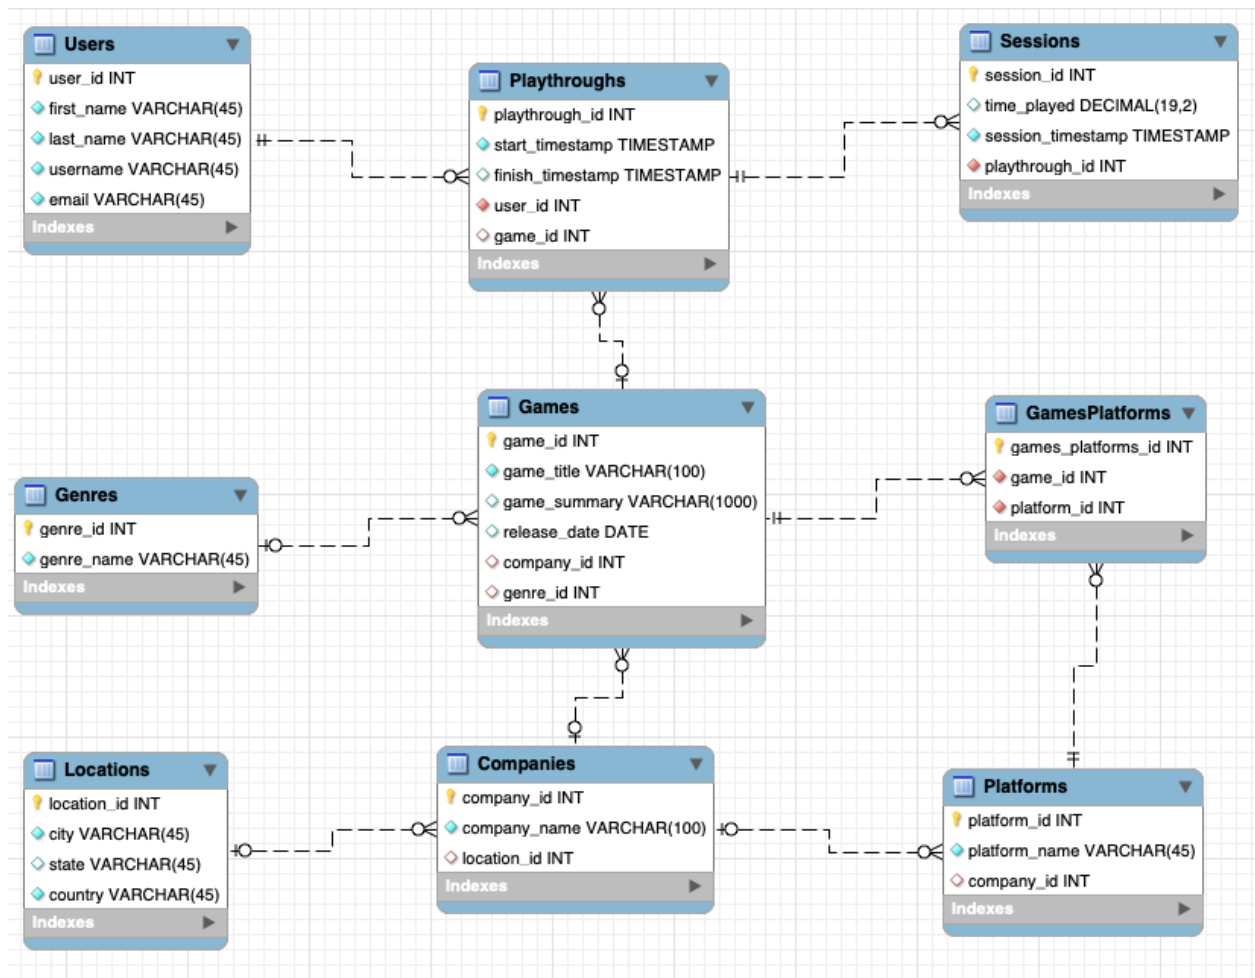 Users
user_id INT
first_name VARCHAR(45)
last_name VARCHAR(45)
username VARCHAR(45)
email VARCHAR(45)
Indexes
Playthroughs
playthrough_id INT
start_timestamp TIMESTAMP
finish_timestamp TIMESTAMP
user_id INT
game_id INT
Indexes
Sessions
session_id INT
time_played DECIMAL(19,2)
session_timestamp TIMESTAMP
playthrough_id INT
Indexes
Genres
genre_id INT
genre_name VARCHAR(45)
Indexes
Games
game_id INT
game_title VARCHAR(100)
game_summary VARCHAR(1000)
release_date DATE
company_id INT
genre_id INT
Indexes
GamesPlatforms
games_platforms_id INT
game_id INT
platform_id INT
Indexes
Locations
location_id INT
city VARCHAR(45)
state VARCHAR(45)
country VARCHAR(45)
Indexes
Companies
company_id INT
company_name VARCHAR(100)
location_id INT
Indexes
Platforms
platform_id INT
platform_name VARCHAR(45)
company_id INT
Indexes